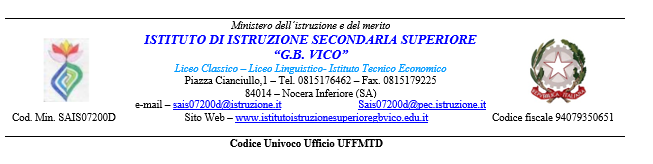 Ministero dell'istruzione e del merito
ISTITUTO DI ISTRUZIONE SECONDARIA SUPERIORE
"G.B. VICO"
Liceo Classico – Liceo Linguistico- Istituto Tecnico Economico
Piazza Cianciullo,1 – Tel. 0815176462 – Fax. 0815179225
84014 – Nocera Inferiore (SA)
e-mail – sais07200d@istruzione.it Sais07200d@pec.istruzione.it
Cod. Min. SAIS07200D Sito Web – www.istitutoistruzionesuperioregbvico.edu.it Codice fiscale 94079350651
Codice Univoco Ufficio UFFMTD